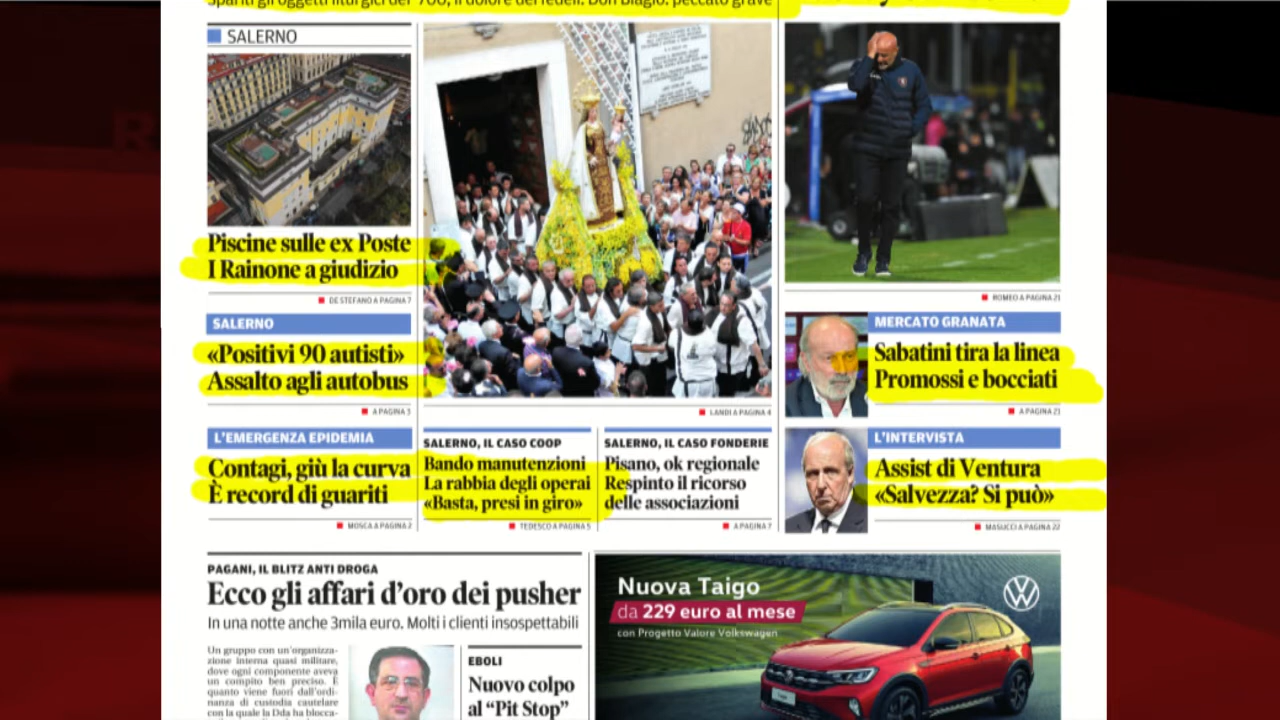 Spariti gli oggetti liturgici del '700, il dolore dei fedeli. Don Biagio: peccato grave
SALERNO
Piscine sulle ex Poste
I Rainone a giudizio
DE STEFANO A PAGINA 7
SALERNO
«Positivi 90 autisti»
Assalto agli autobus
A PAGINA 3
L'EMERGENZA EPIDEMIA
Contagi, giù la curva
È record di guariti
MOSCA A PAGINA 2
LANDI A PAGINA 4
SALERNO, IL CASO COOP
Bando manutenzioni
La rabbia degli operai
«Basta, presi in giro»
TEDESCO A PAGINA 5
SALERNO, IL CASO FONDERIE
Pisano, ok regionale
Respinto il ricorso
delle associazioni
A PAGINA 7
ROMEO A PAGINA 21
MERCATO GRANATA
Sabatini tira la linea
Promossi e bocciati
A PAGINA 21
L'INTERVISTA
Assist di Ventura
«Salvezza? Si può»
MASUCCI A PAGINA 22
PAGANI, IL BLITZ ANTI DROGA
Ecco gli affari d'oro dei pusher
In una notte anche 3mila euro. Molti i clienti insospettabili
Un gruppo con un'organizza-
zione interna quasi militare,
dove ogni componente aveva
un compito ben preciso. È
quanto viene fuori dall'ordi-
nanza di custodia cautelare
con la quale la Dda ha blocca-
EBOLI
Nuovo colpo
al "Pit Stop"
Nuova Taigo
da 229 euro al mese
con Progetto Valore Volkswagen